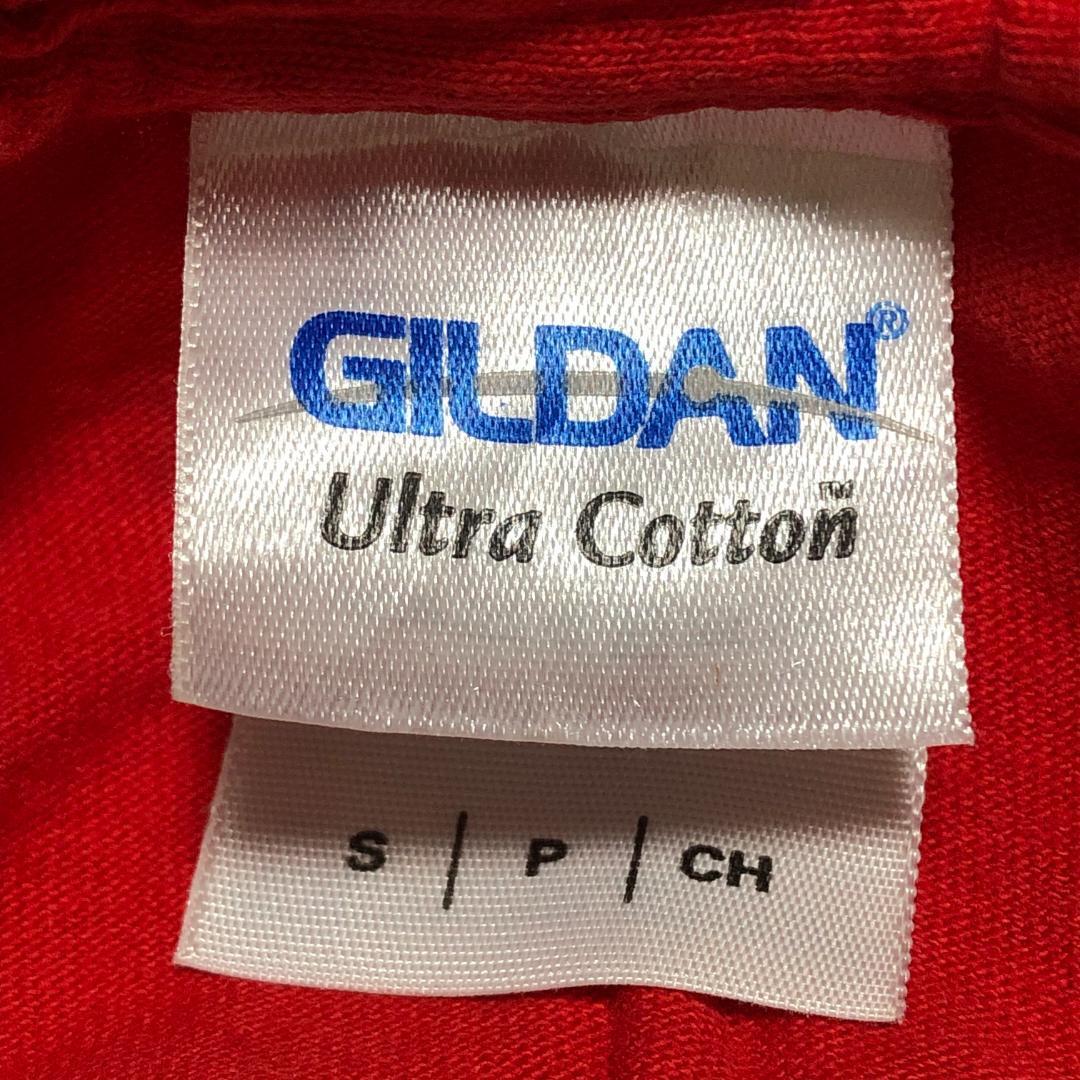 GILDAN®
Ultra Cotton™
S | P | CH